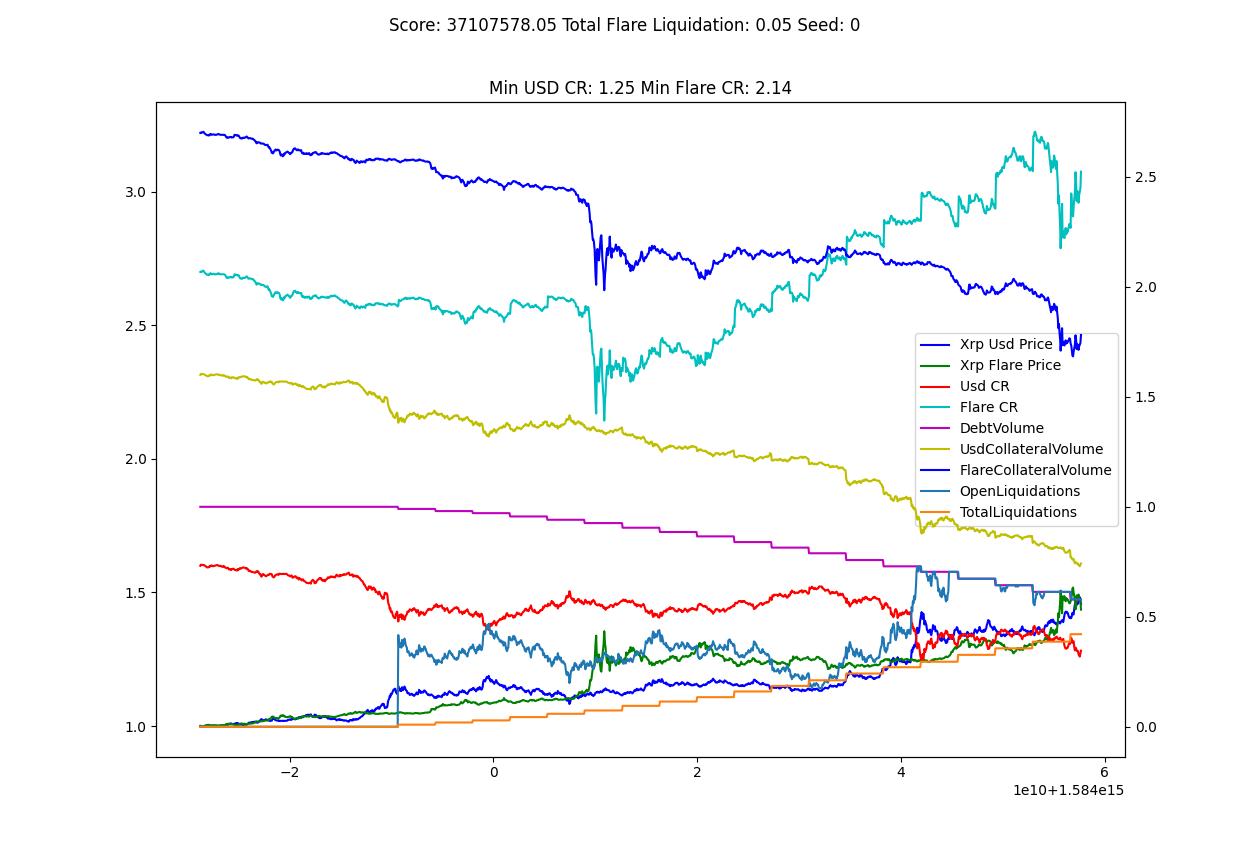 Score: 37107578.05 Total Flare Liquidation: 0.05 Seed: 0
Min USD CR: 1.25 Min Flare CR: 2.14
3.0
2.5
2.0
1.5
1.0
2.5
2.0
1.5
1.0
0.5
0.0
Xrp Usd Price
Xrp Flare Price
Usd CR
Flare CR
DebtVolume
UsdCollateralVolume
FlareCollateralVolume
OpenLiquidations
TotalLiquidations
−2 0 2 4 6
1e10+1.584e15